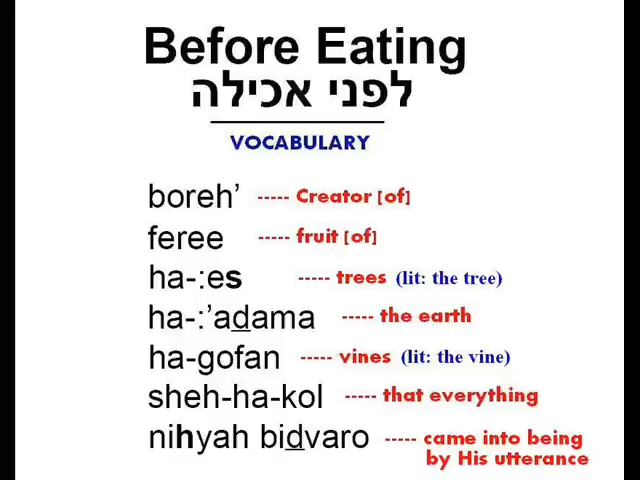 Before Eating
לפני אכילה
VOCABULARY
boreh’ ----- Creator [of]
feree ----- fruit [of]
ha-:es ----- trees (lit: the tree)
ha-:’adama ----- the earth
ha-gofan ----- vines (lit: the vine)
sheh-ha-kol ----- that everything
nihyah bidvaro ----- came into being
by His utterance